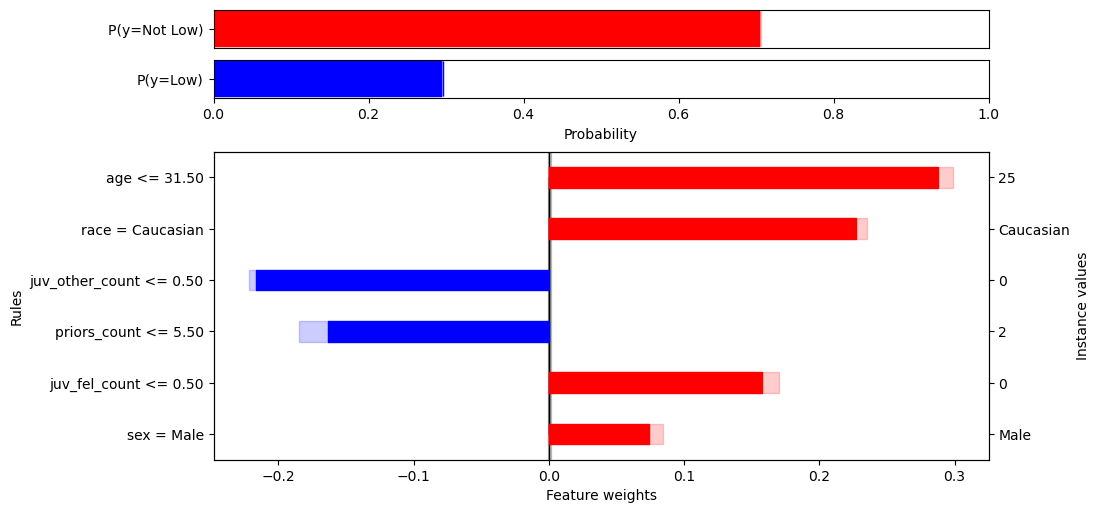 P(y=Not Low)
P(y=Low)
0.0 0.2 0.4 0.6 0.8 1.0
Probability
age <= 31.50 25
race = Caucasian Caucasian
juv_other_count <= 0.50 0
priors_count <= 5.50 2
juv_fel_count <= 0.50 0
sex = Male Male
Rules
Instance values
−0.2 −0.1 0.0 0.1 0.2 0.3
Feature weights